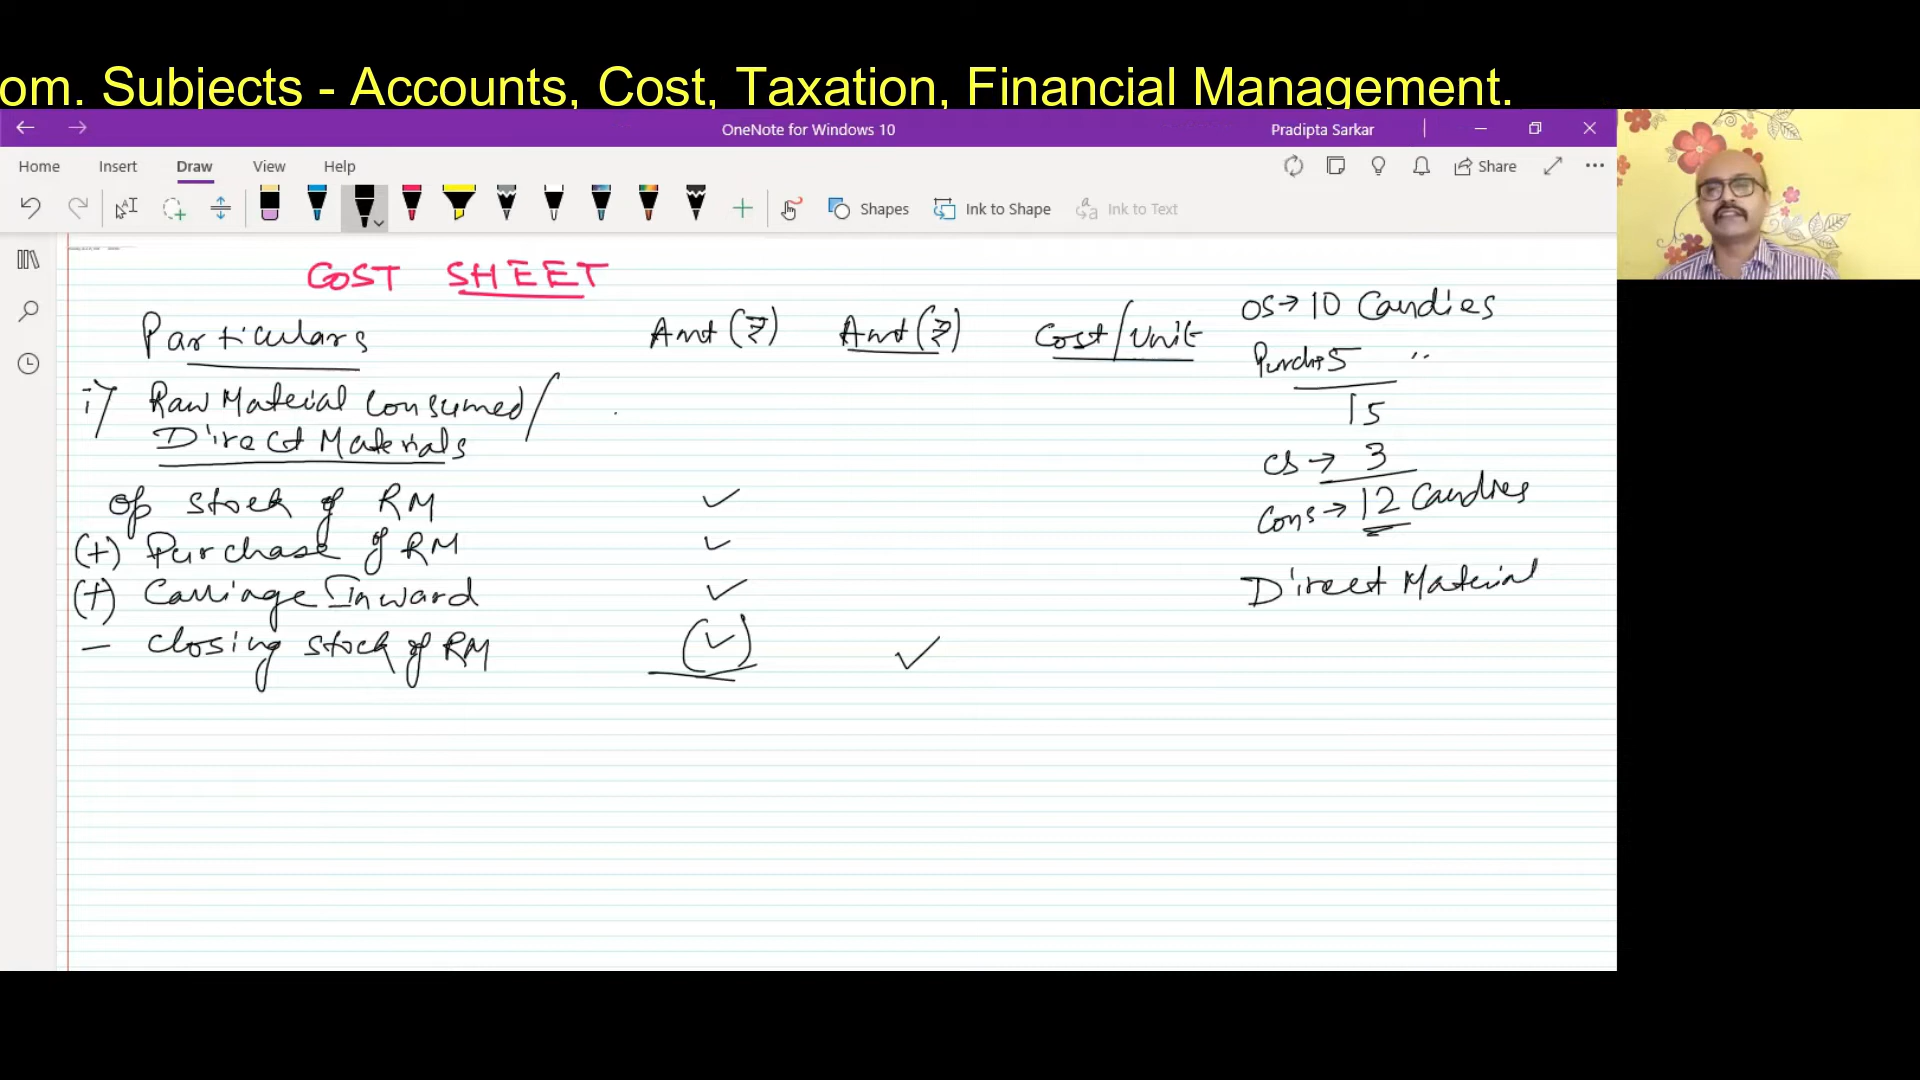 om. Subjects - Accounts, Cost, Taxation, Financial Management.
OneNote for Windows 10
Pradipta Sarkar
Home Insert Draw View Help
Share
Shapes Ink to Shape Ink to Text
COST SHEET
Particulars Amt (₹) Amt (₹) Cost/Unit
i) Raw Material Consumed/
Direct Materials
Op stock of RM ✓
(+) Purchase of RM ✓
(+) Carriage Inward ✓
— Closing stock of RM (✓) ✓
OS→ 10 Candies
Purch→ 5 "
15
CS → 3
Cons → 12 Candies
Direct Material